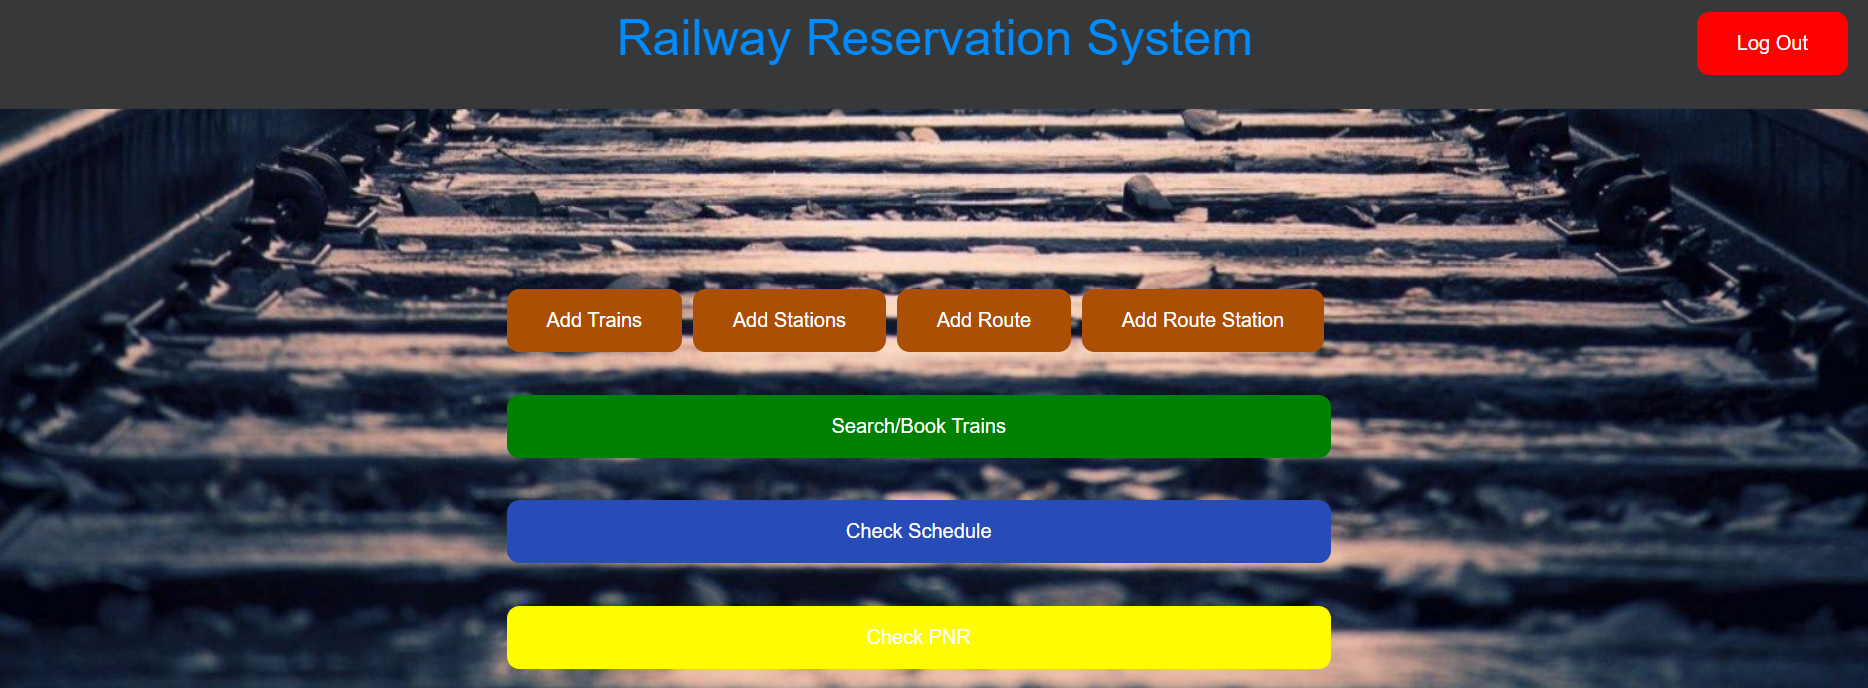 Railway Reservation System
Log Out
Add Trains
Add Stations
Add Route
Add Route Station
Search/Book Trains
Check Schedule
Check PNR